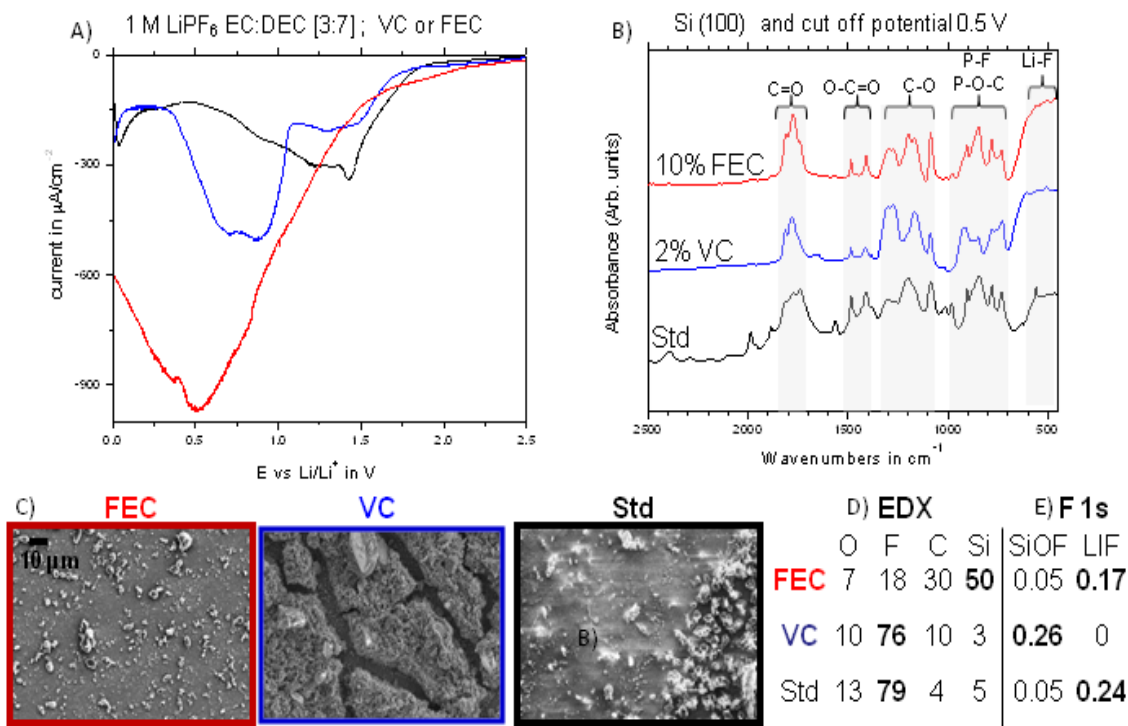 A) 1 M LiPF6 EC:DEC [3:7] ; VC or FEC
0
-300
-600
-900
current in µA/cm-2
0.0 0.5 1.0 1.5 2.0 2.5
E vs Li/Li+ in V
B) Si (100) and cut off potential 0.5 V
P-F Li-F
C=O O-C=O C-O P-O-C
10% FEC
2% VC
Std
Absorbance (Arb. units)
2500 2000 1500 1000 500
Wavenumbers in cm-1
C) FEC VC Std
10 µm
B)
D) EDX E) F 1s
O F C Si SiOF LIF
FEC 7 18 30 50 0.05 0.17
VC 10 76 10 3 0.26 0
Std 13 79 4 5 0.05 0.24